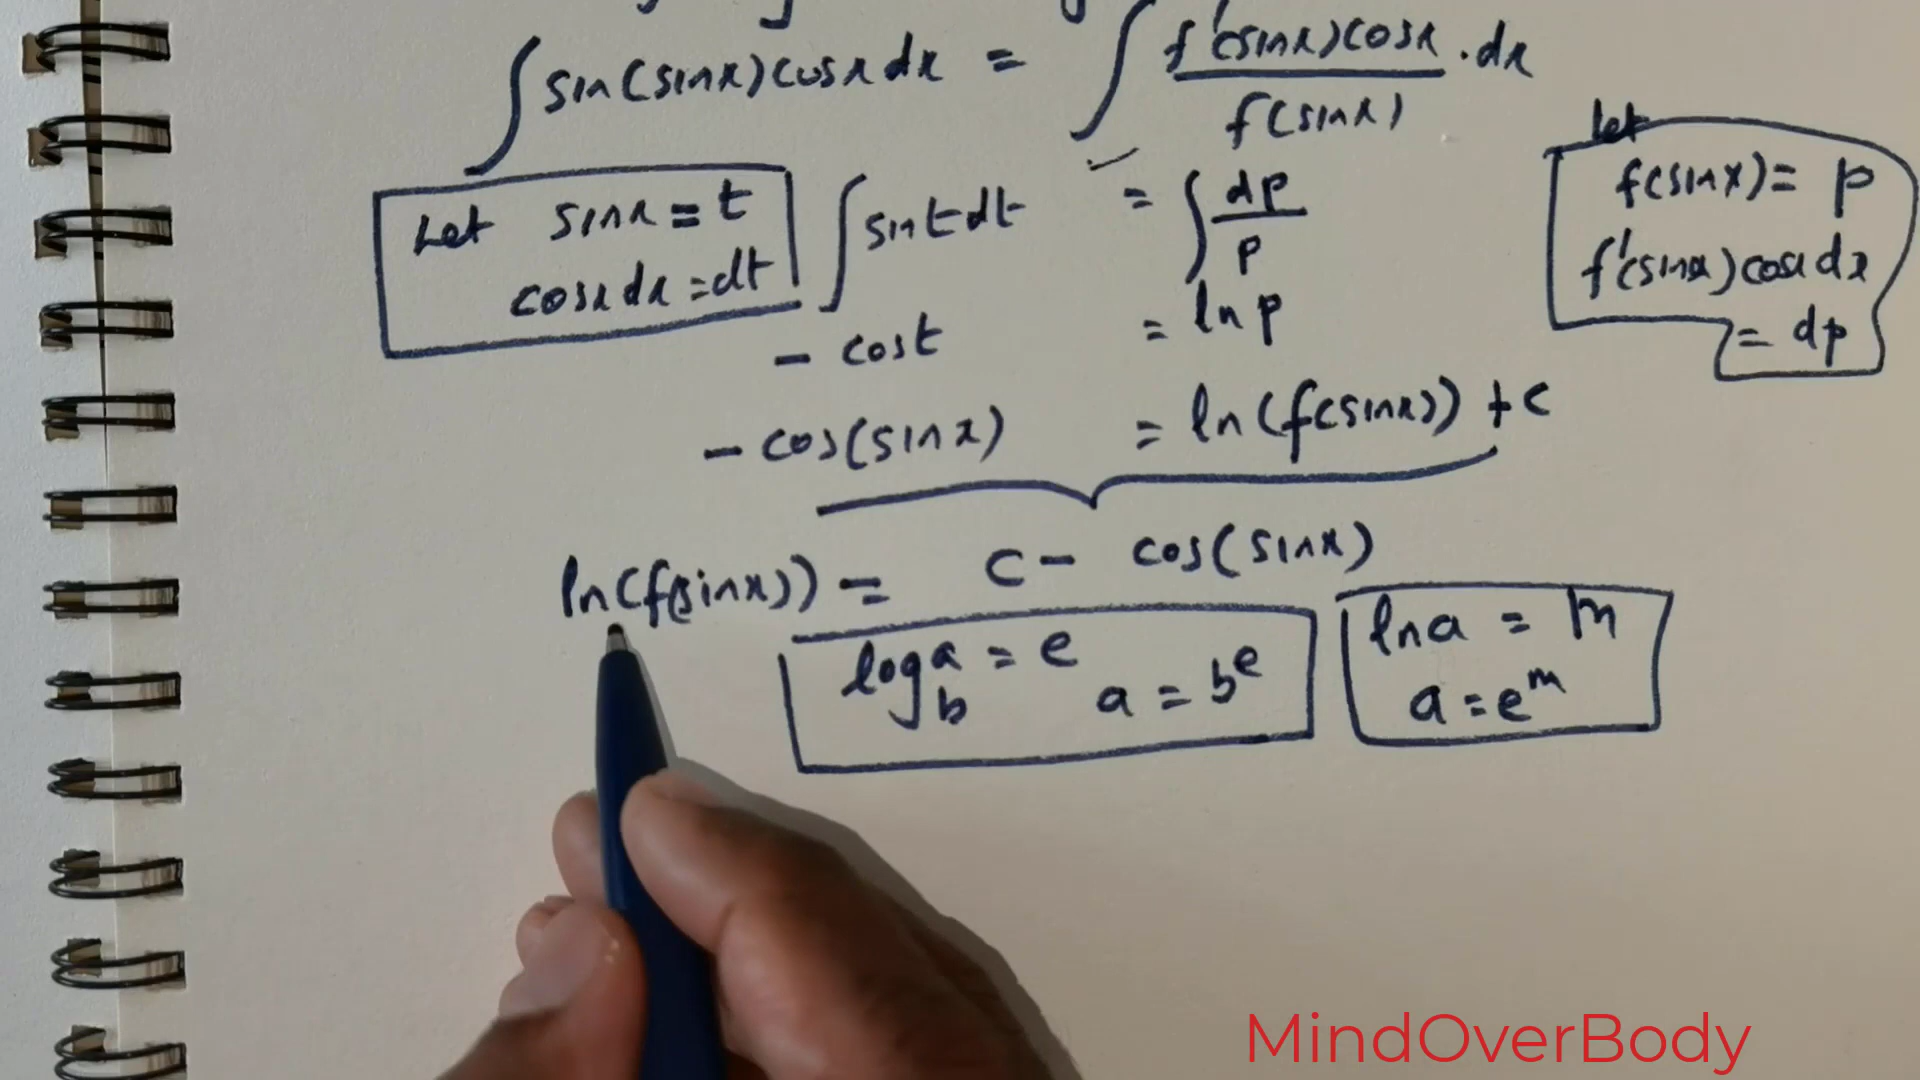 ∫ sin(sinx)cosx dx = ∫ f'(sinx)cosx / f(sinx) . dx
Let sinx = t
cosx dx = dt
∫ sint dt = ∫ dp / p
- cost = ln p
- cos(sinx) = ln(f(sinx)) + c
let
f(sinx) = p
f'(sinx)cosx dx
= dp
ln(f(sinx)) = c - cos(sinx)
log_b a = e
a = b^e
ln a = m
a = e^m
MindOverBody